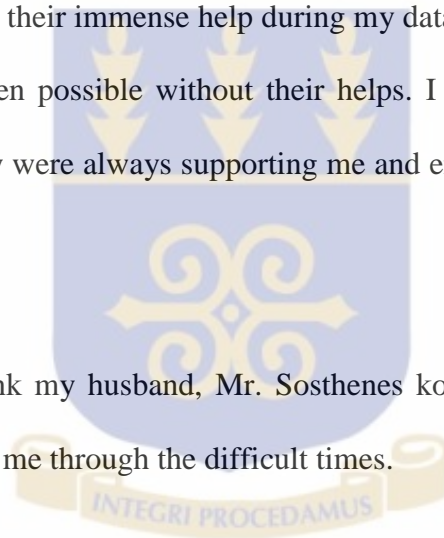 their immense help during my data
en possible without their helps. I
were always supporting me and e
nk my husband, Mr. Sosthenes ko
me through the difficult times.
INTEGRI PROCEDAMUS